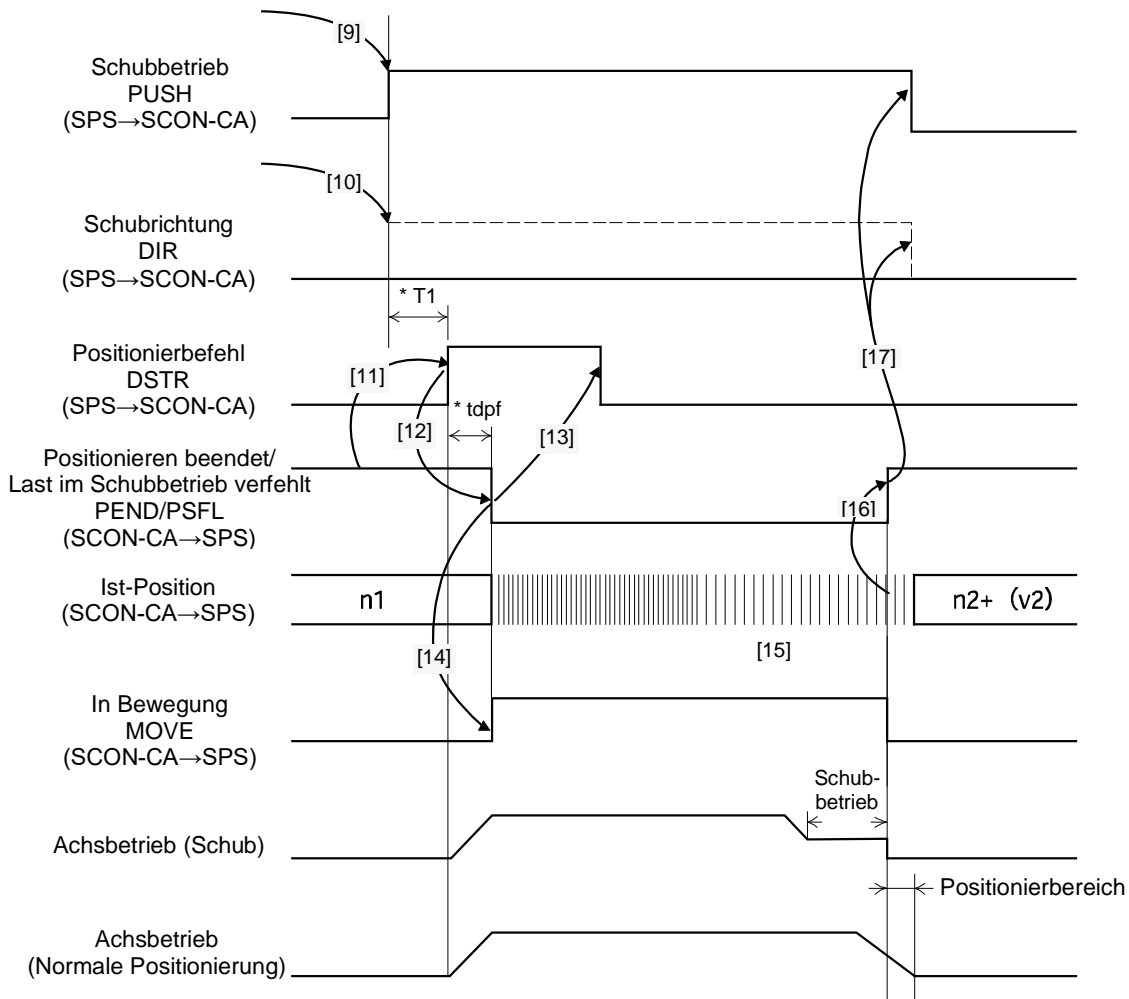 [9]
Schubbetrieb
PUSH
(SPS→SCON-CA)
[10]
Schubrichtung
DIR
(SPS→SCON-CA)
* T1
Positionierbefehl
DSTR
(SPS→SCON-CA)
[11]
[17]
* tdpf
[12]
[13]
Positionieren beendet/
Last im Schubbetrieb verfehlt
PEND/PSFL
(SCON-CA→SPS)
[16]
Ist-Position
(SCON-CA→SPS)
n1
n2+ (v2)
[14]
[15]
In Bewegung
MOVE
(SCON-CA→SPS)
Schub-
betrieb
Achsbetrieb (Schub)
Positionierbereich
Achsbetrieb
(Normale Positionierung)